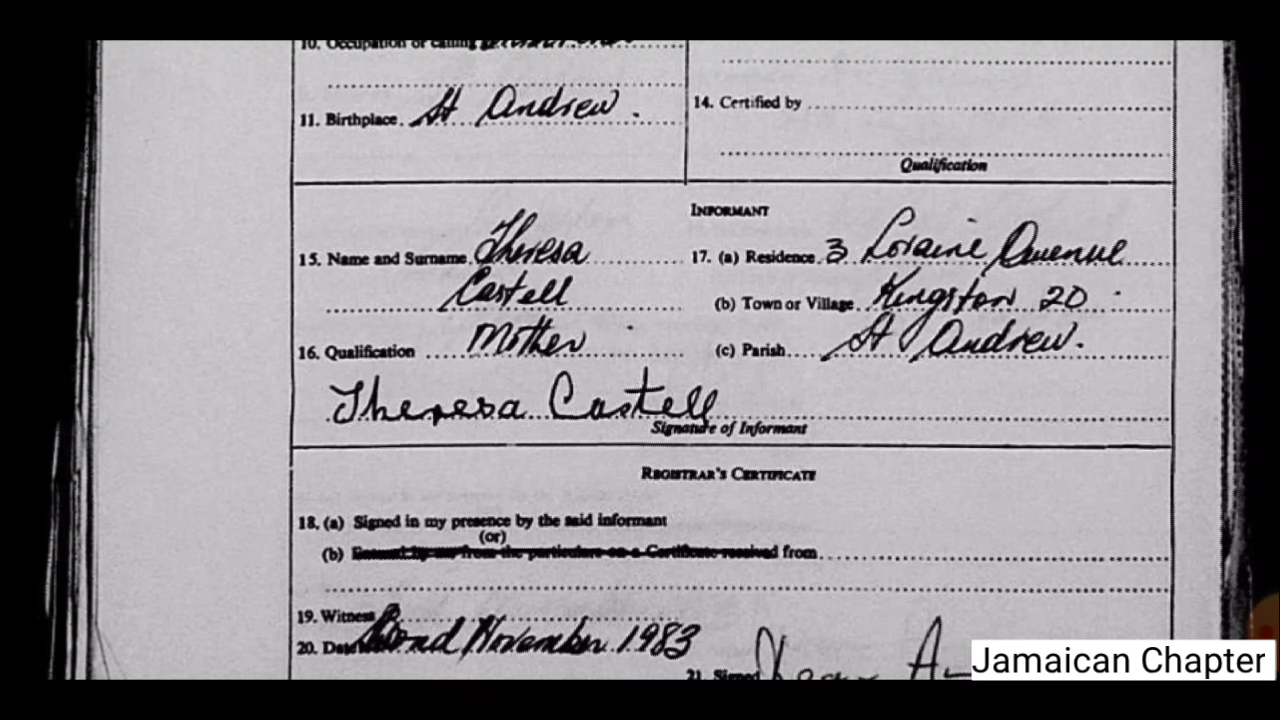 10. Occupation or calling
11. Birthplace St Andrew.
14. Certified by
Qualification
INFORMANT
15. Name and Surname Theresa
Castell
16. Qualification Mother
17. (a) Residence 3 Loraine Avenue
(b) Town or Village Kingston 20
(c) Parish St Andrew.
Theresa Castell
Signature of Informant
REGISTRAR'S CERTIFICATE
18. (a) Signed in my presence by the said informant
(or)
(b) Entered by me from the particulars on a Certificate received from
19. Witness
20. Date Second November 1983
21. Signed
Jamaican Chapter